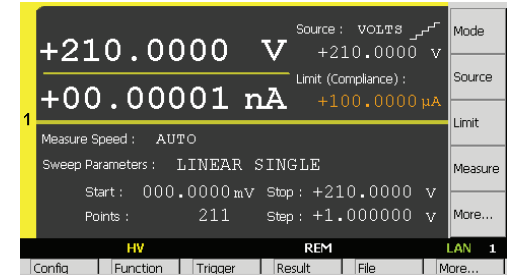 +210.0000 V Source : VOLTS
+210.0000 V
Limit (Compliance) :
+00.00001 nA +100.0000 µA
1
Measure Speed : AUTO
Sweep Parameters : LINEAR SINGLE
Start : 000.0000 mV Stop : +210.0000 V
Points : 211 Step : +1.000000 V
Mode
Source
Limit
Measure
More...
HV REM LAN 1
Config Function Trigger Result File More...